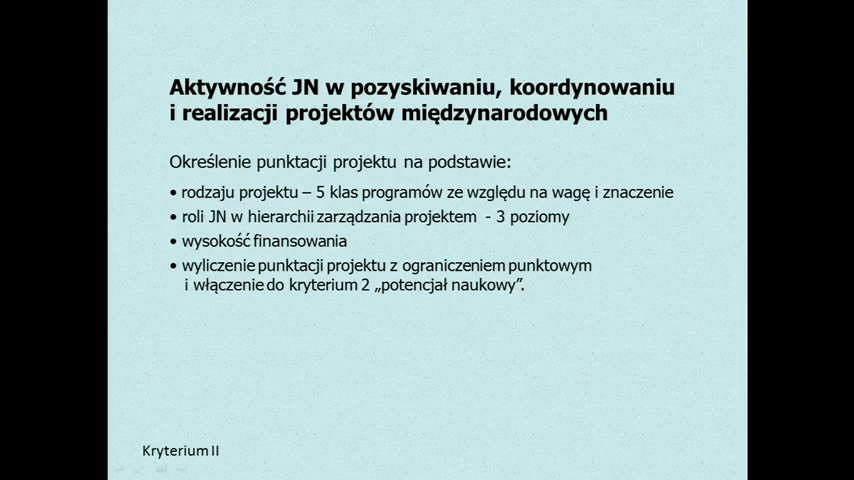 Aktywność JN w pozyskiwaniu, koordynowaniu
i realizacji projektów międzynarodowych
Określenie punktacji projektu na podstawie:
• rodzaju projektu – 5 klas programów ze względu na wagę i znaczenie
• roli JN w hierarchii zarządzania projektem - 3 poziomy
• wysokość finansowania
• wyliczenie punktacji projektu z ograniczeniem punktowym
i włączenie do kryterium 2 „potencjał naukowy”.
Kryterium II